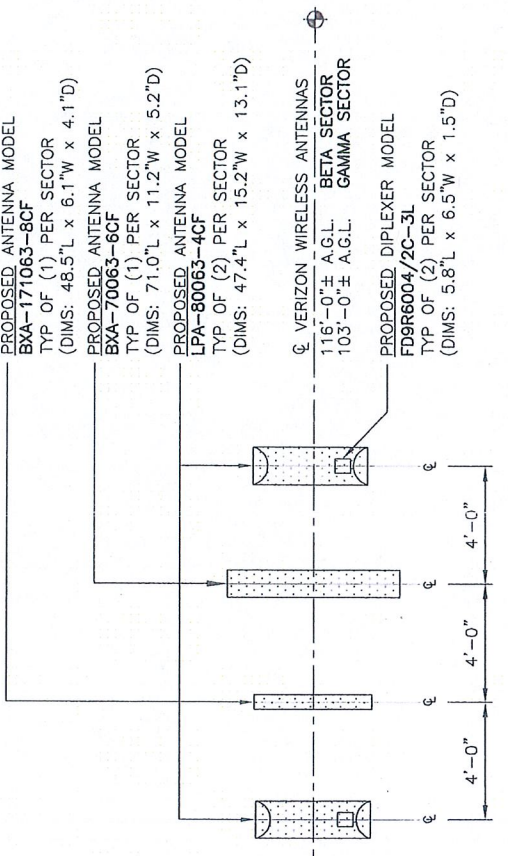 PROPOSED ANTENNA MODEL
BXA-171063-8CF
TYP OF (1) PER SECTOR
(DIMS: 48.5"L x 6.1"W x 4.1"D)
PROPOSED ANTENNA MODEL
BXA-70063-6CF
TYP OF (1) PER SECTOR
(DIMS: 71.0"L x 11.2"W x 5.2"D)
PROPOSED ANTENNA MODEL
LPA-80063-4CF
TYP OF (2) PER SECTOR
(DIMS: 47.4"L x 15.2"W x 13.1"D)
℄ VERIZON WIRELESS ANTENNAS
116'-0"± A.G.L. BETA SECTOR
103'-0"± A.G.L. GAMMA SECTOR
PROPOSED DIPLEXER MODEL
FD9R6004/2C-3L
TYP OF (2) PER SECTOR
(DIMS: 5.8"L x 6.5"W x 1.5"D)
℄ ℄ ℄ ℄
4'-0" 4'-0" 4'-0"